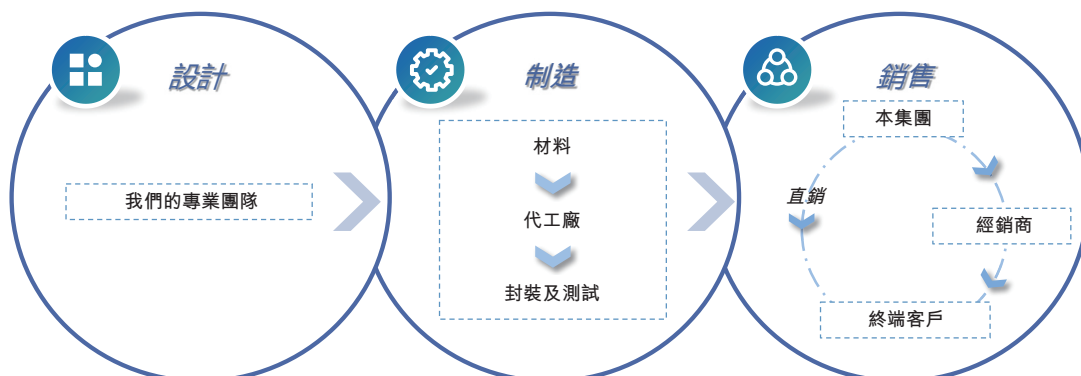 設計
我們的專業團隊
制造
材料
代工廠
封裝及測試
銷售
本集團
直銷
經銷商
終端客戶